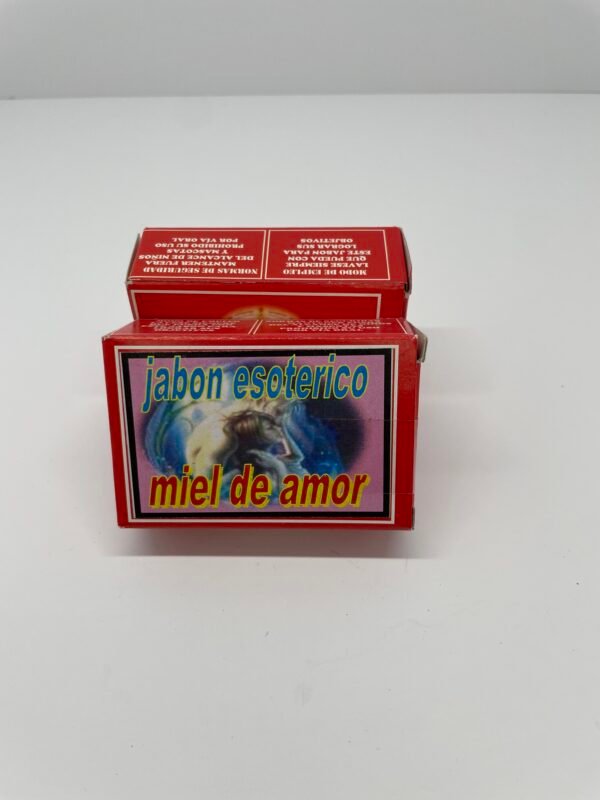 NORMAS DE SEGURIDAD
MANTENER FUERA
DEL ALCANCE DE NIÑOS
Y MASCOTAS
PROHIBIDO SU USO
POR VÍA ORAL
MODO DE EMPLEO
LAVESE SIEMPRE
QUE PUEDA CON
ESTE JABON PARA
LOGRAR SUS
OBJETIVOS
jabon esoterico
miel de amor